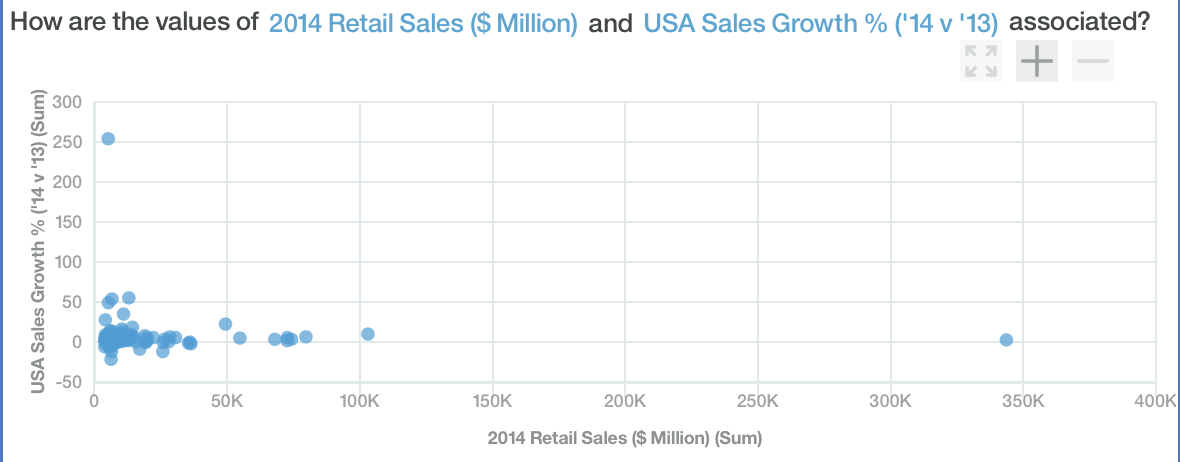 How are the values of 2014 Retail Sales ($ Million) and USA Sales Growth % ('14 v '13) associated?
USA Sales Growth % ('14 v '13) (Sum)
300
250
200
150
100
50
0
-50
0 50K 100K 150K 200K 250K 300K 350K 400K
2014 Retail Sales ($ Million) (Sum)